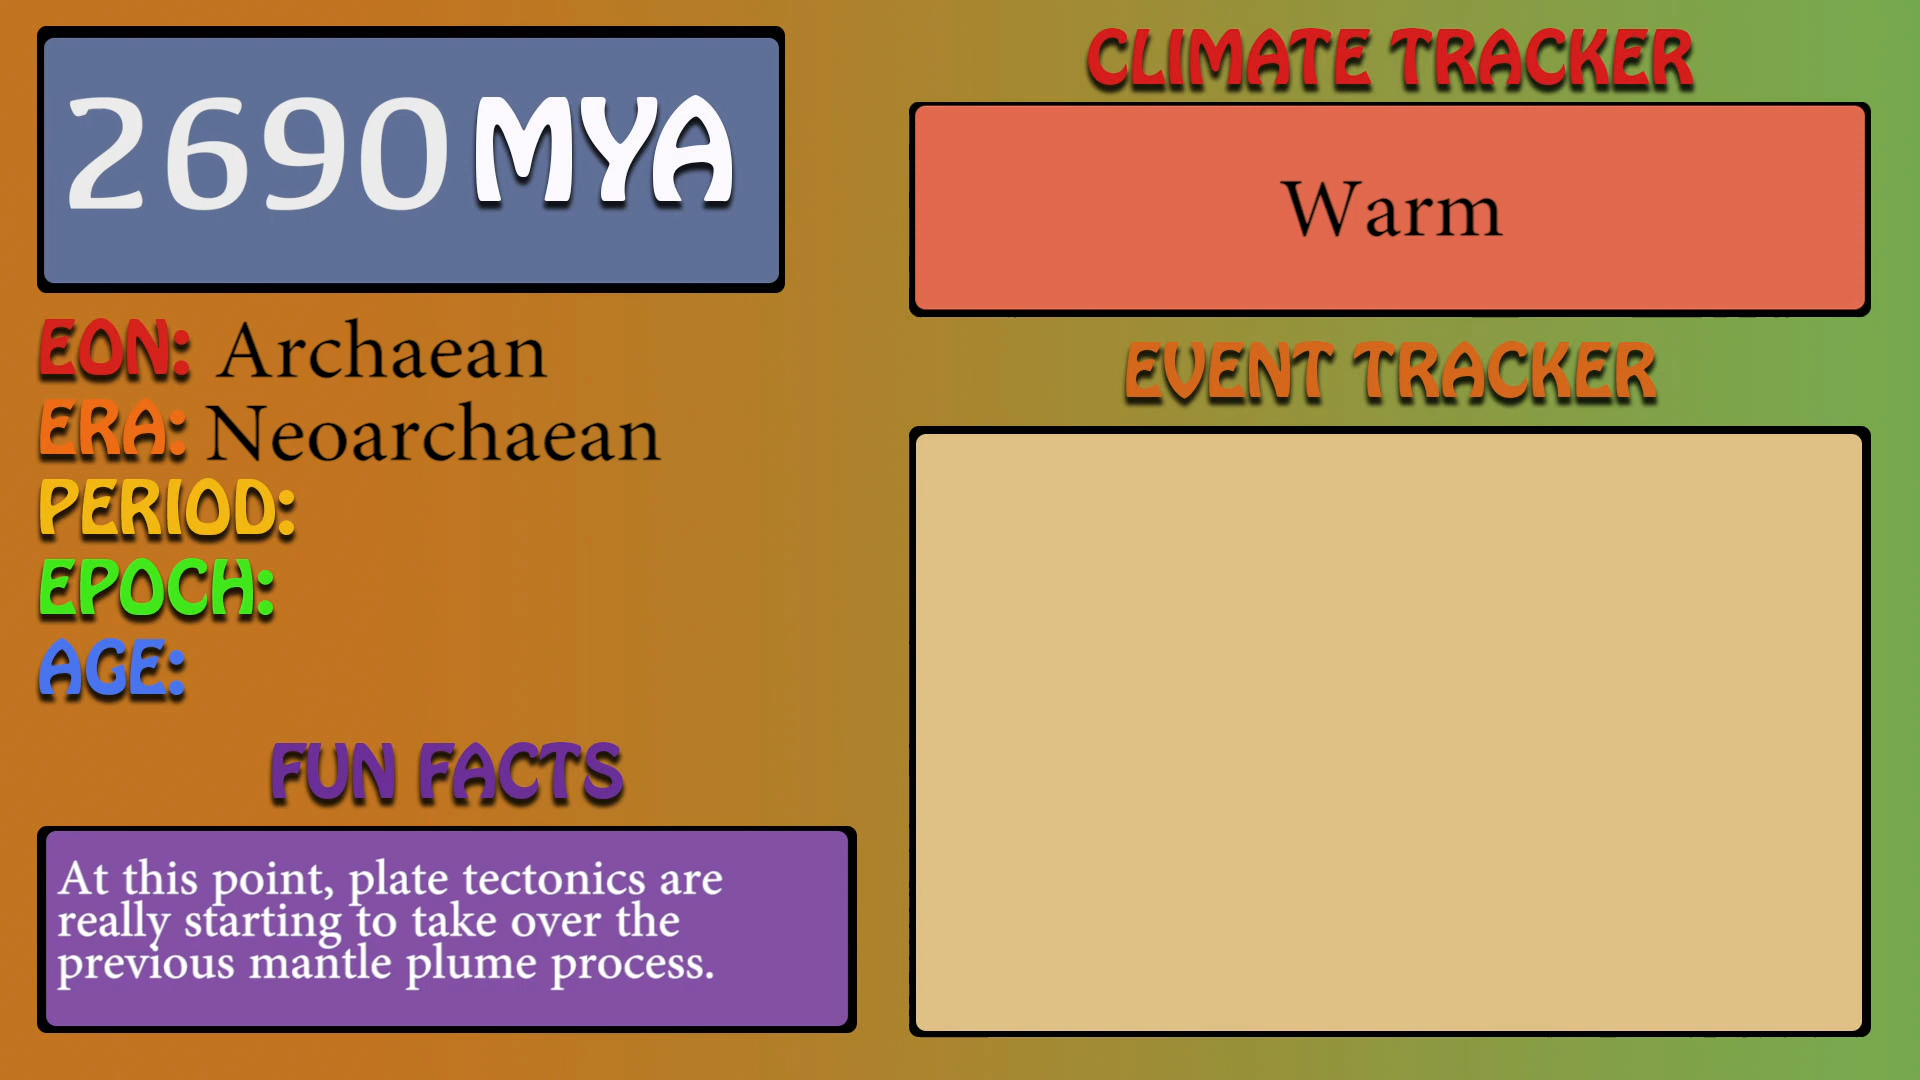 2690 MYA
EON: Archaean
ERA: Neoarchaean
PERIOD:
EPOCH:
AGE:
FUN FACTS
At this point, plate tectonics are
really starting to take over the
previous mantle plume process.
CLIMATE TRACKER
Warm
EVENT TRACKER